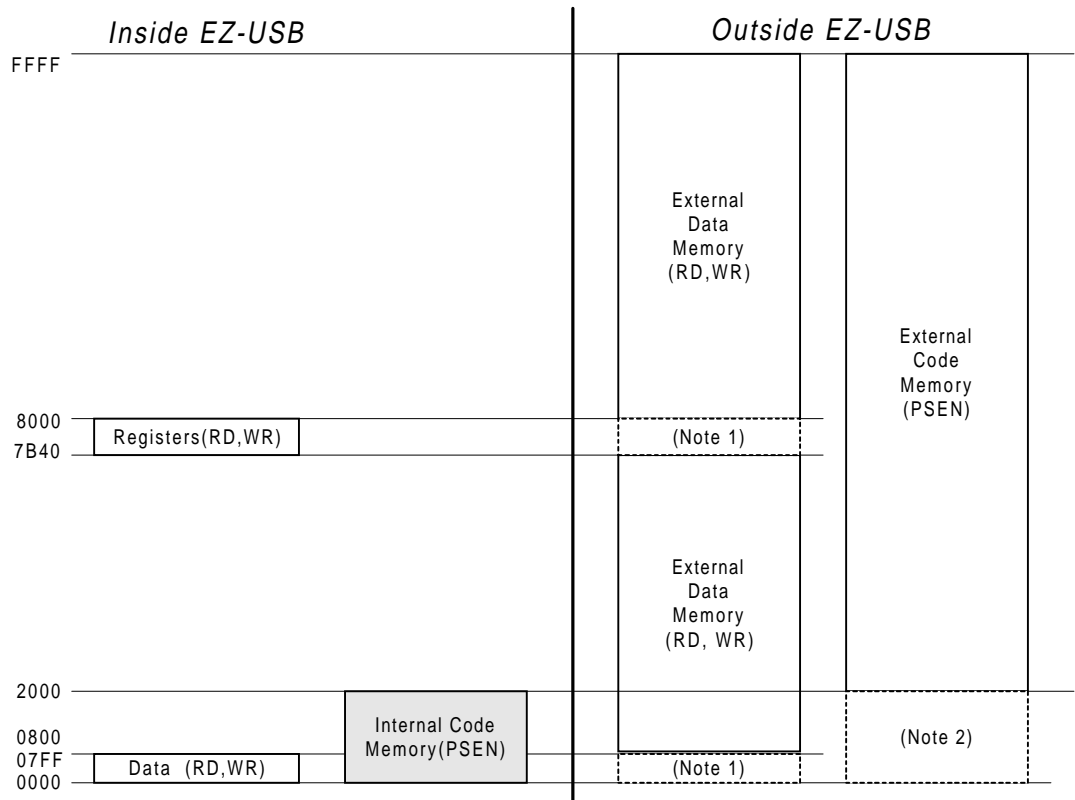 Inside EZ-USB
Outside EZ-USB
FFFF
External
Data
Memory
(RD,WR)
External
Code
Memory
(PSEN)
8000
Registers(RD,WR)
(Note 1)
7B40
External
Data
Memory
(RD, WR)
2000
Internal Code
Memory(PSEN)
0800
(Note 2)
07FF
Data (RD,WR)
(Note 1)
0000